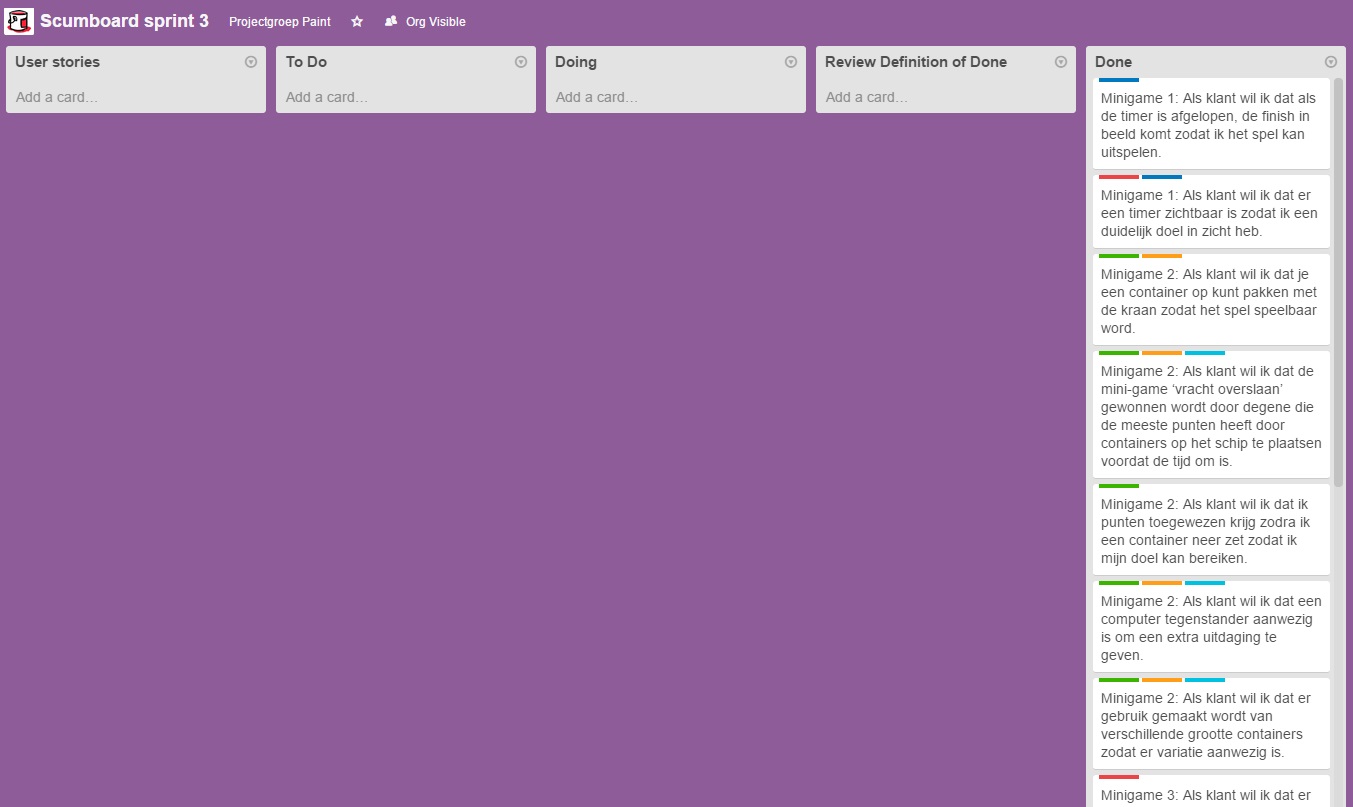 Scumboard sprint 3 Projectgroep Paint Org Visible
User stories
Add a card…
To Do
Add a card…
Doing
Add a card…
Review Definition of Done
Add a card…
Done
Minigame 1: Als klant wil ik dat als
de timer is afgelopen, de finish in
beeld komt zodat ik het spel kan
uitspelen.
Minigame 1: Als klant wil ik dat er
een timer zichtbaar is zodat ik een
duidelijk doel in zicht heb.
Minigame 2: Als klant wil ik dat je
een container op kunt pakken met
de kraan zodat het spel speelbaar
word.
Minigame 2: Als klant wil ik dat de
mini-game ‘vracht overslaan’
gewonnen wordt door degene die
de meeste punten heeft door
containers op het schip te plaatsen
voordat de tijd om is.
Minigame 2: Als klant wil ik dat ik
punten toegewezen krijg zodra ik
een container neer zet zodat ik
mijn doel kan bereiken.
Minigame 2: Als klant wil ik dat een
computer tegenstander aanwezig
is om een extra uitdaging te
geven.
Minigame 2: Als klant wil ik dat er
gebruik gemaakt wordt van
verschillende grootte containers
zodat er variatie aanwezig is.
Minigame 3: Als klant wil ik dat er